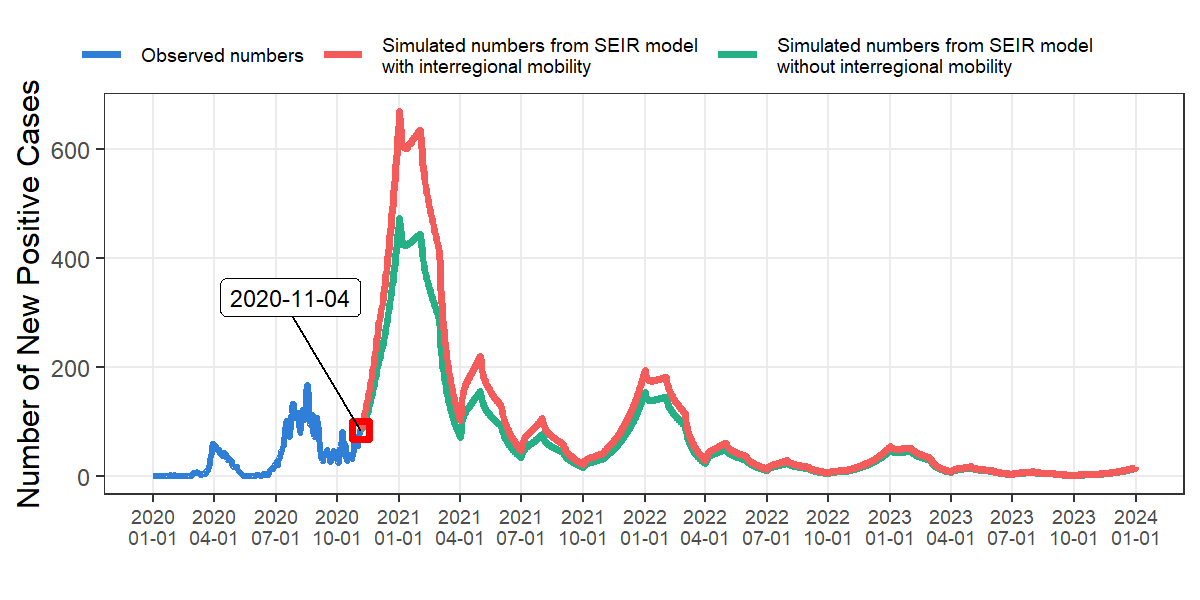 Observed numbers
Simulated numbers from SEIR model
with interregional mobility
Simulated numbers from SEIR model
without interregional mobility
Number of New Positive Cases
600
400
200
0
2020-11-04
2020 2020 2020 2020 2021 2021 2021 2021 2022 2022 2022 2022 2023 2023 2023 2023 2024
01-01 04-01 07-01 10-01 01-01 04-01 07-01 10-01 01-01 04-01 07-01 10-01 01-01 04-01 07-01 10-01 01-01